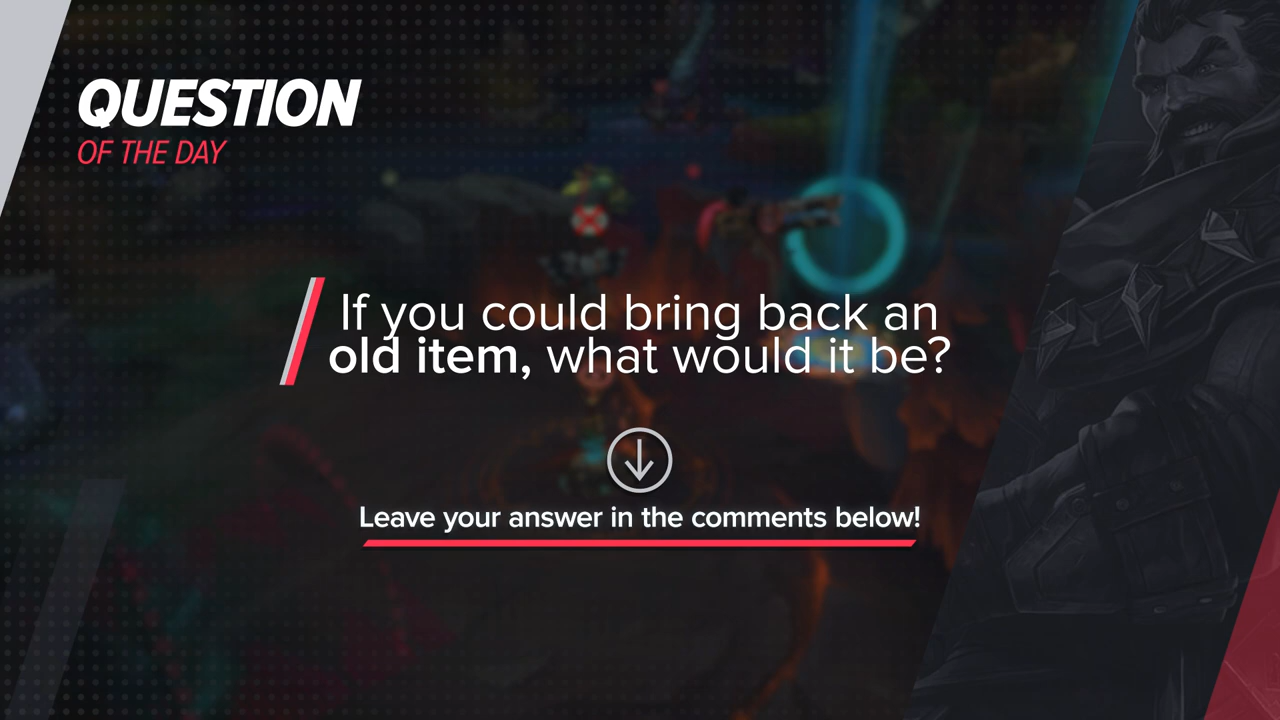 QUESTION
OF THE DAY
If you could bring back an
old item, what would it be?
Leave your answer in the comments below!